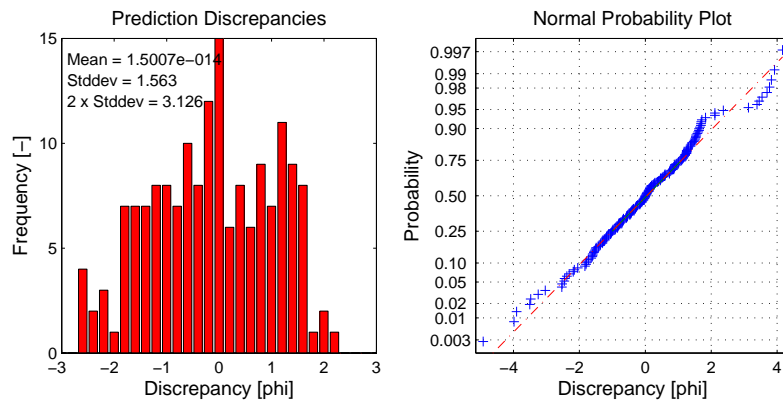 Prediction Discrepancies
15
10
5
0
Frequency [-]
Mean = 1.5007e-014
Stddev = 1.563
2 x Stddev = 3.126
−3 −2 −1 0 1 2 3
Discrepancy [phi]
Normal Probability Plot
0.997
0.99
0.98
0.95
0.90
0.75
0.50
0.25
0.10
0.05
0.02
0.01
0.003
Probability
−4 −2 0 2 4
Discrepancy [phi]